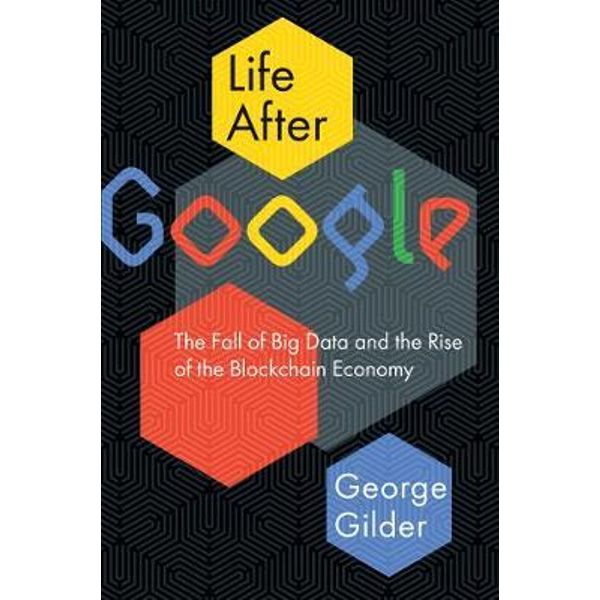 Life
After
Google
The Fall of Big Data and the Rise
of the Blockchain Economy
George
Gilder